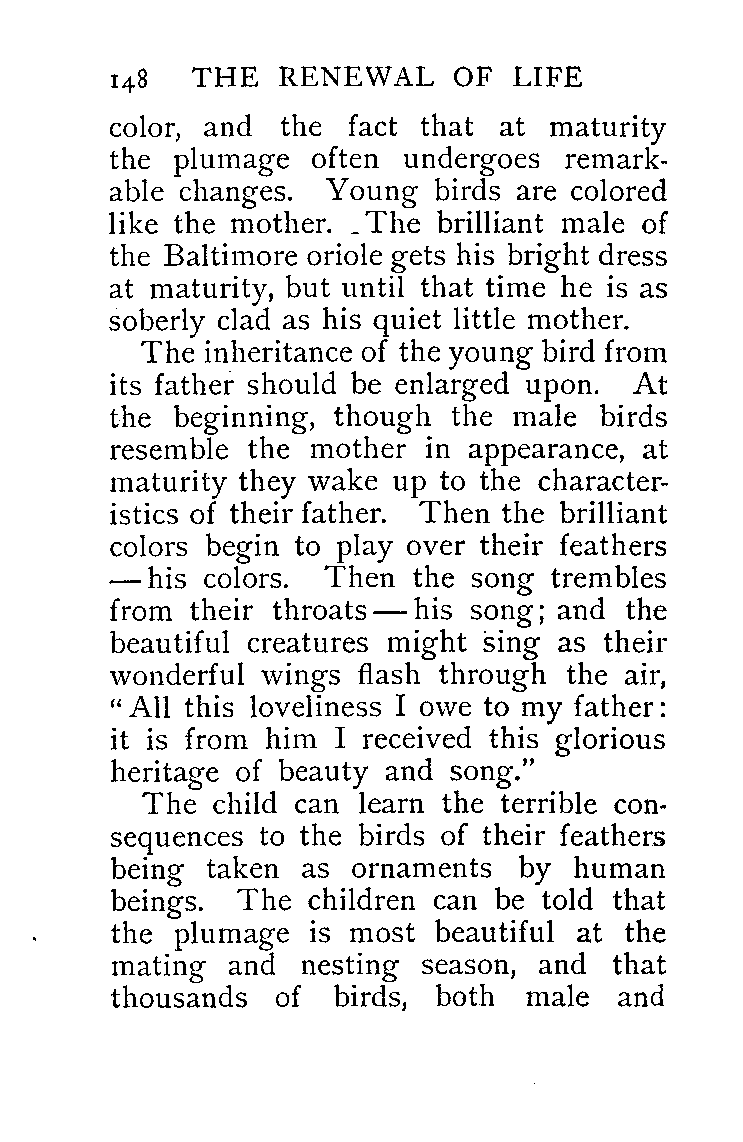 148 THE RENEWAL OF LIFE
color, and the fact that at maturity
the plumage often undergoes remark-
able changes. Young birds are colored
like the mother. The brilliant male of
the Baltimore oriole gets his bright dress
at maturity, but until that time he is as
soberly clad as his quiet little mother.
The inheritance of the young bird from
its father should be enlarged upon. At
the beginning, though the male birds
resemble the mother in appearance, at
maturity they wake up to the character-
istics of their father. Then the brilliant
colors begin to play over their feathers
— his colors. Then the song trembles
from their throats — his song; and the
beautiful creatures might sing as their
wonderful wings flash through the air,
“All this loveliness I owe to my father:
it is from him I received this glorious
heritage of beauty and song.”
The child can learn the terrible con-
sequences to the birds of their feathers
being taken as ornaments by human
beings. The children can be told that
the plumage is most beautiful at the
mating and nesting season, and that
thousands of birds, both male and